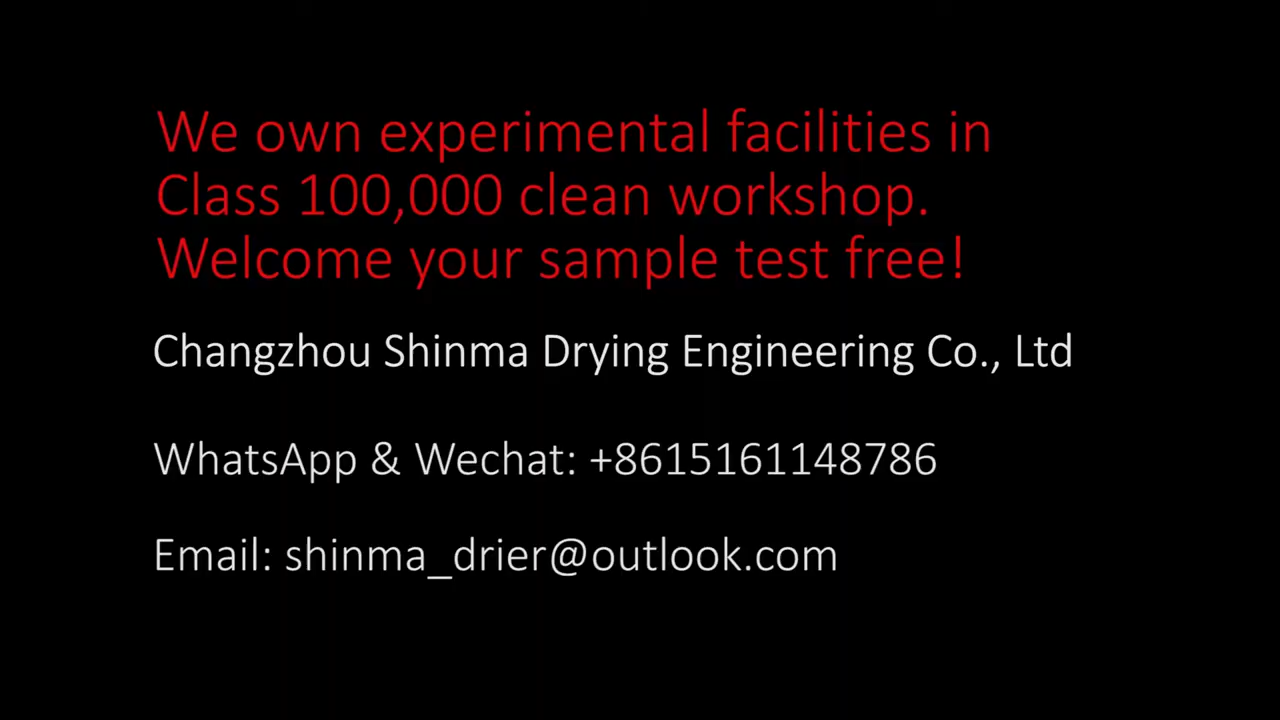 We own experimental facilities in
Class 100,000 clean workshop.
Welcome your sample test free!
Changzhou Shinma Drying Engineering Co., Ltd
WhatsApp & Wechat: +8615161148786
Email: shinma_drier@outlook.com